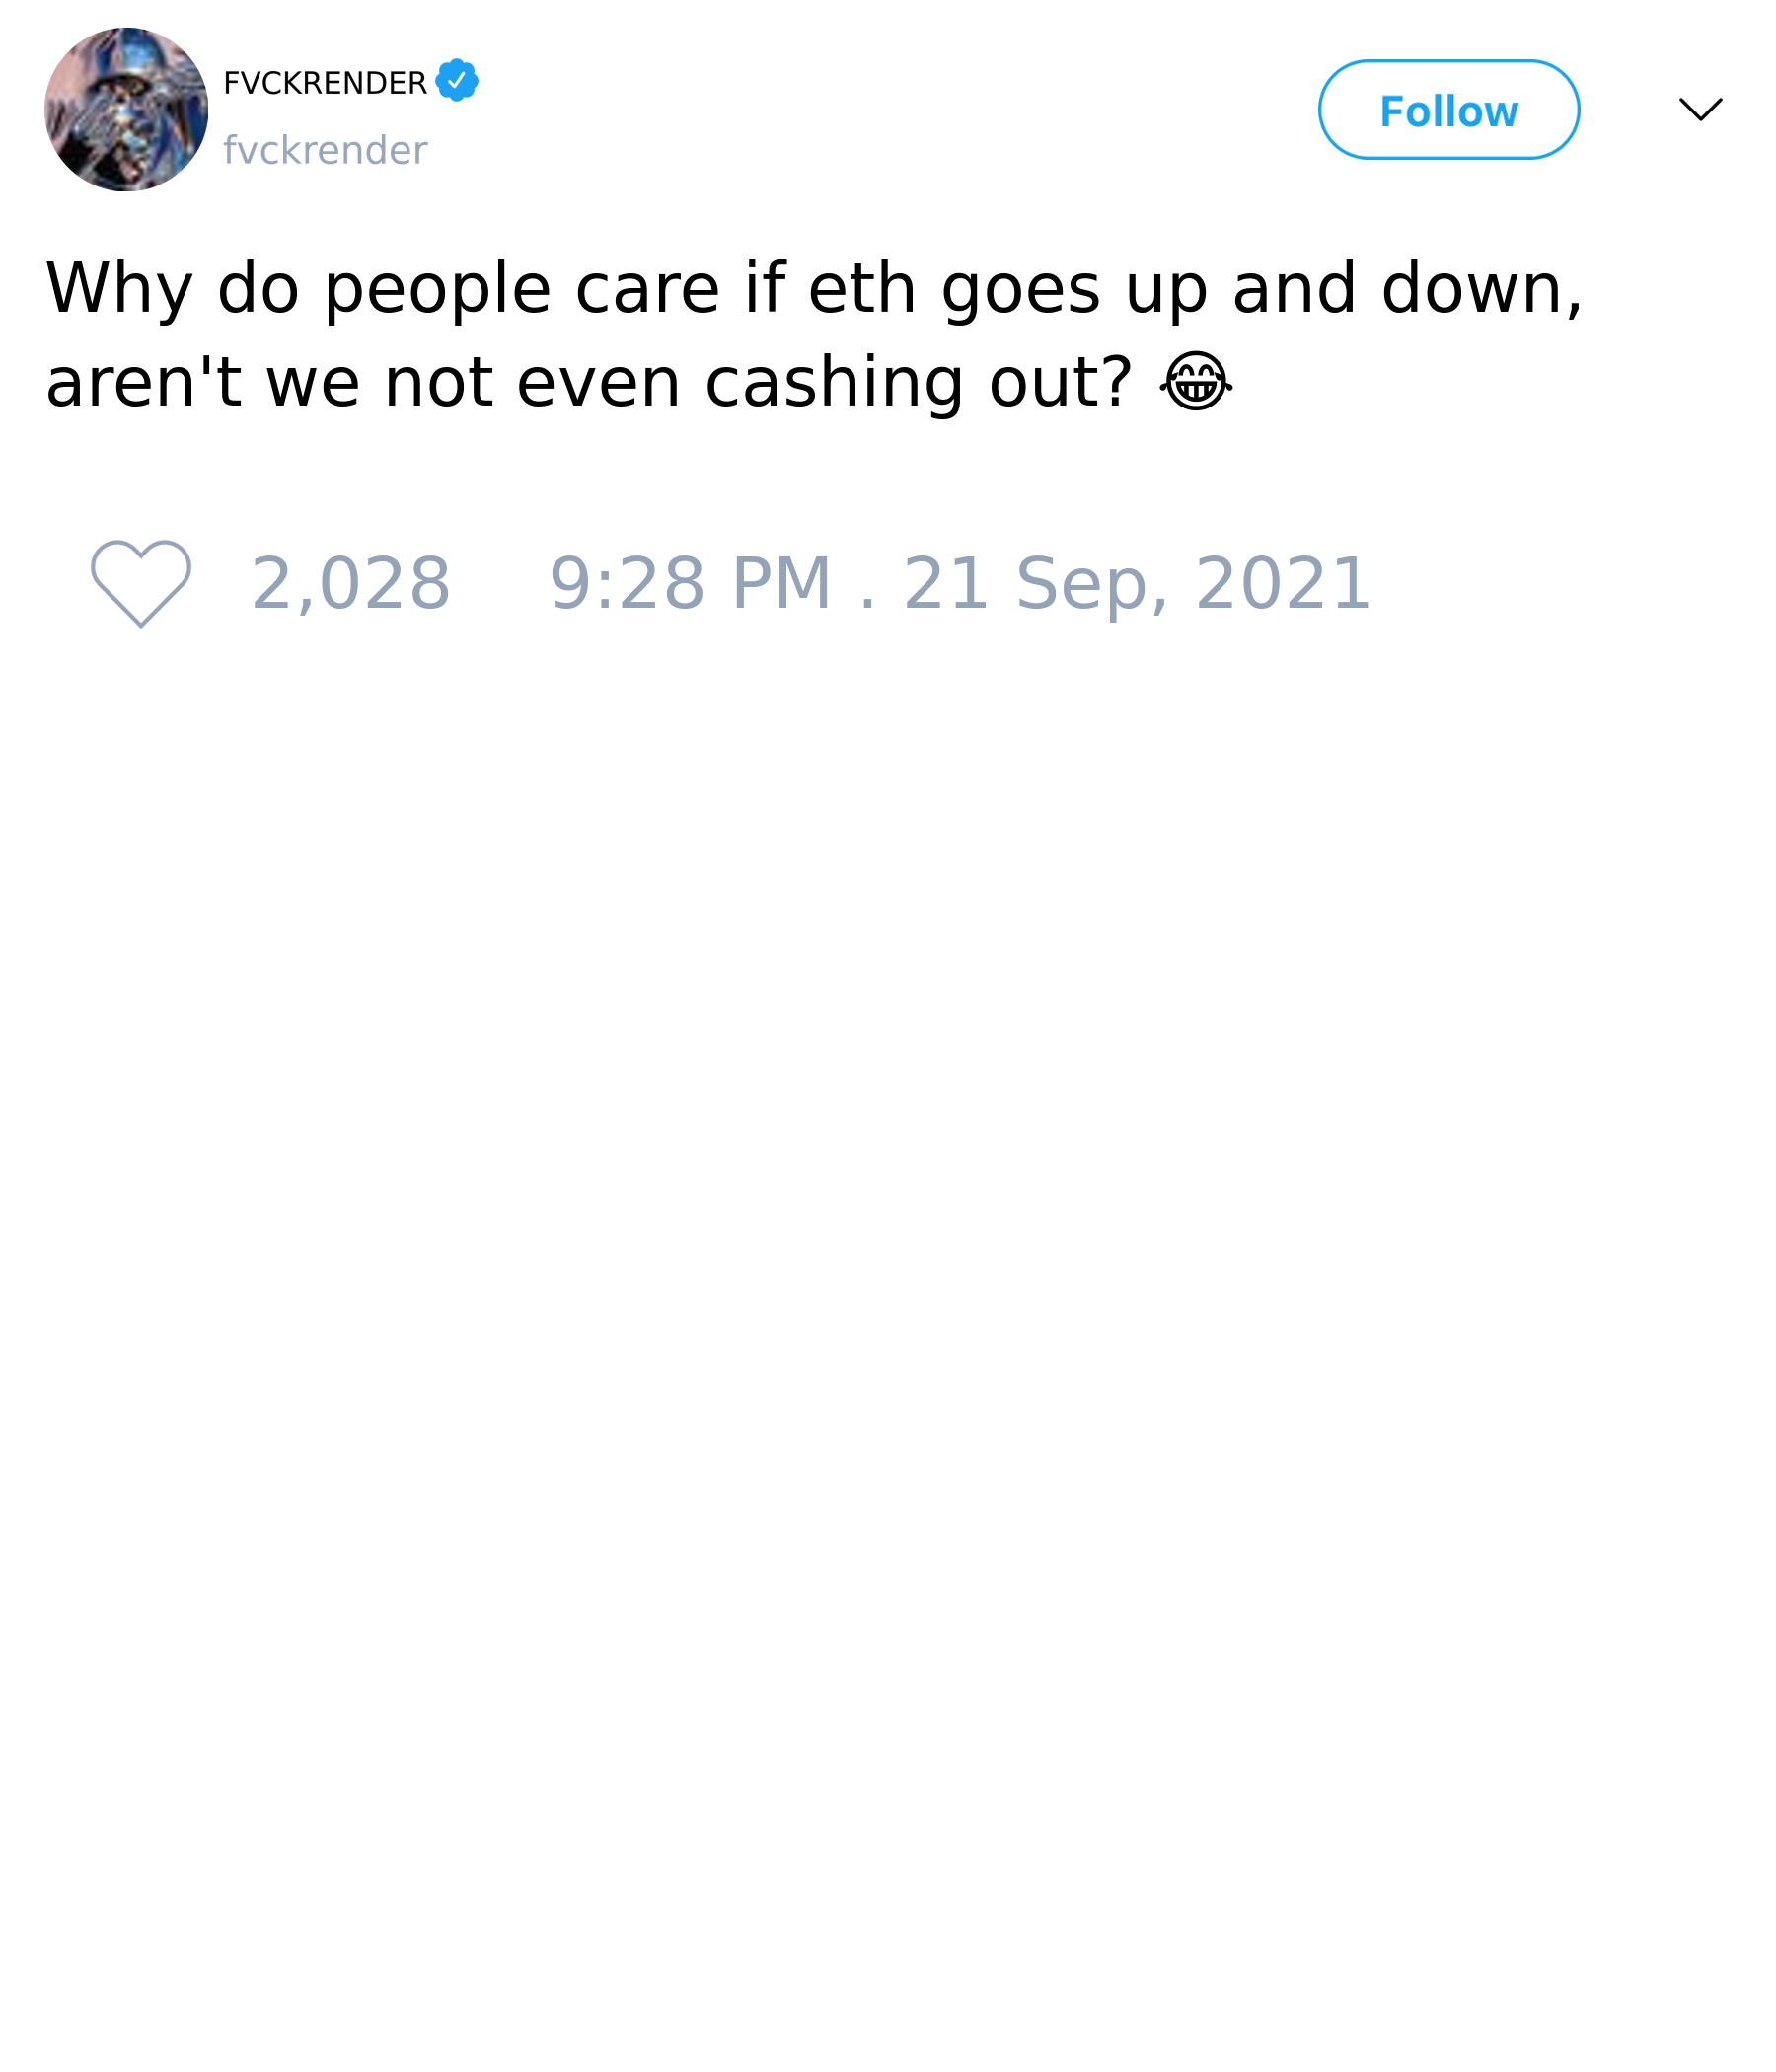 FVCKRENDER
fvckrender
Follow
Why do people care if eth goes up and down,
aren't we not even cashing out? 😂
2,028 9:28 PM . 21 Sep, 2021